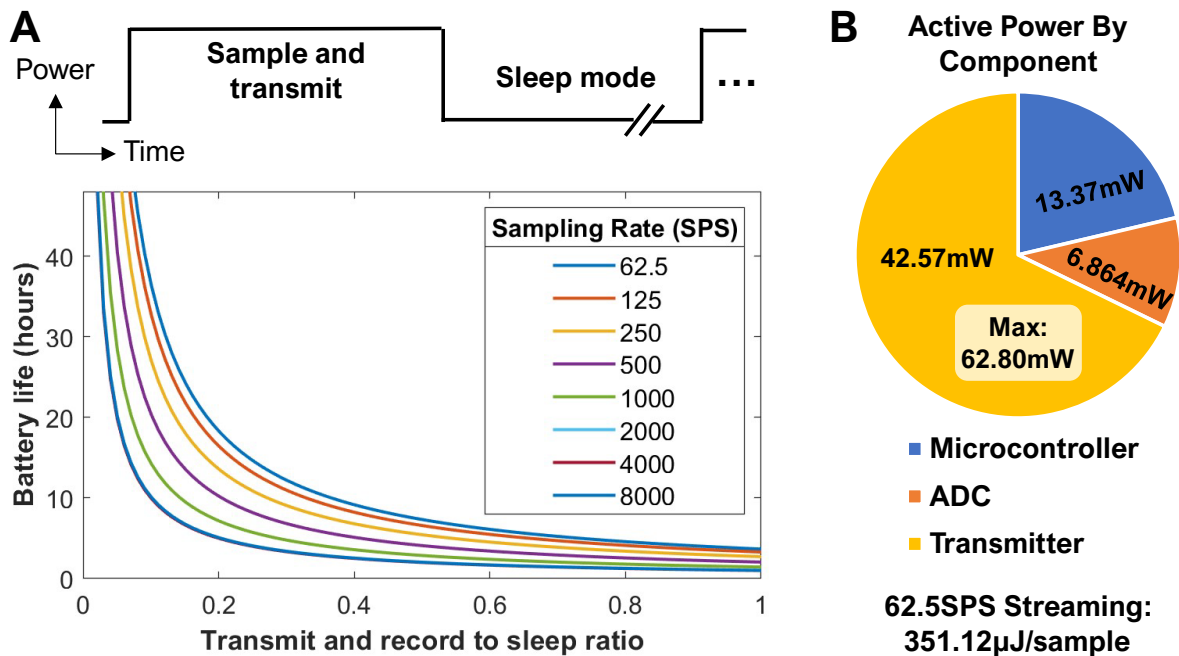 A
Power
Time
Sample and
transmit
Sleep mode
...
Battery life (hours)
40
30
20
10
0
0
0.2
0.4
0.6
0.8
1
Transmit and record to sleep ratio
Sampling Rate (SPS)
62.5
125
250
500
1000
2000
4000
8000
B
Active Power By
Component
13.37mW
6.864mW
42.57mW
Max:
62.80mW
Microcontroller
ADC
Transmitter
62.5SPS Streaming:
351.12µJ/sample